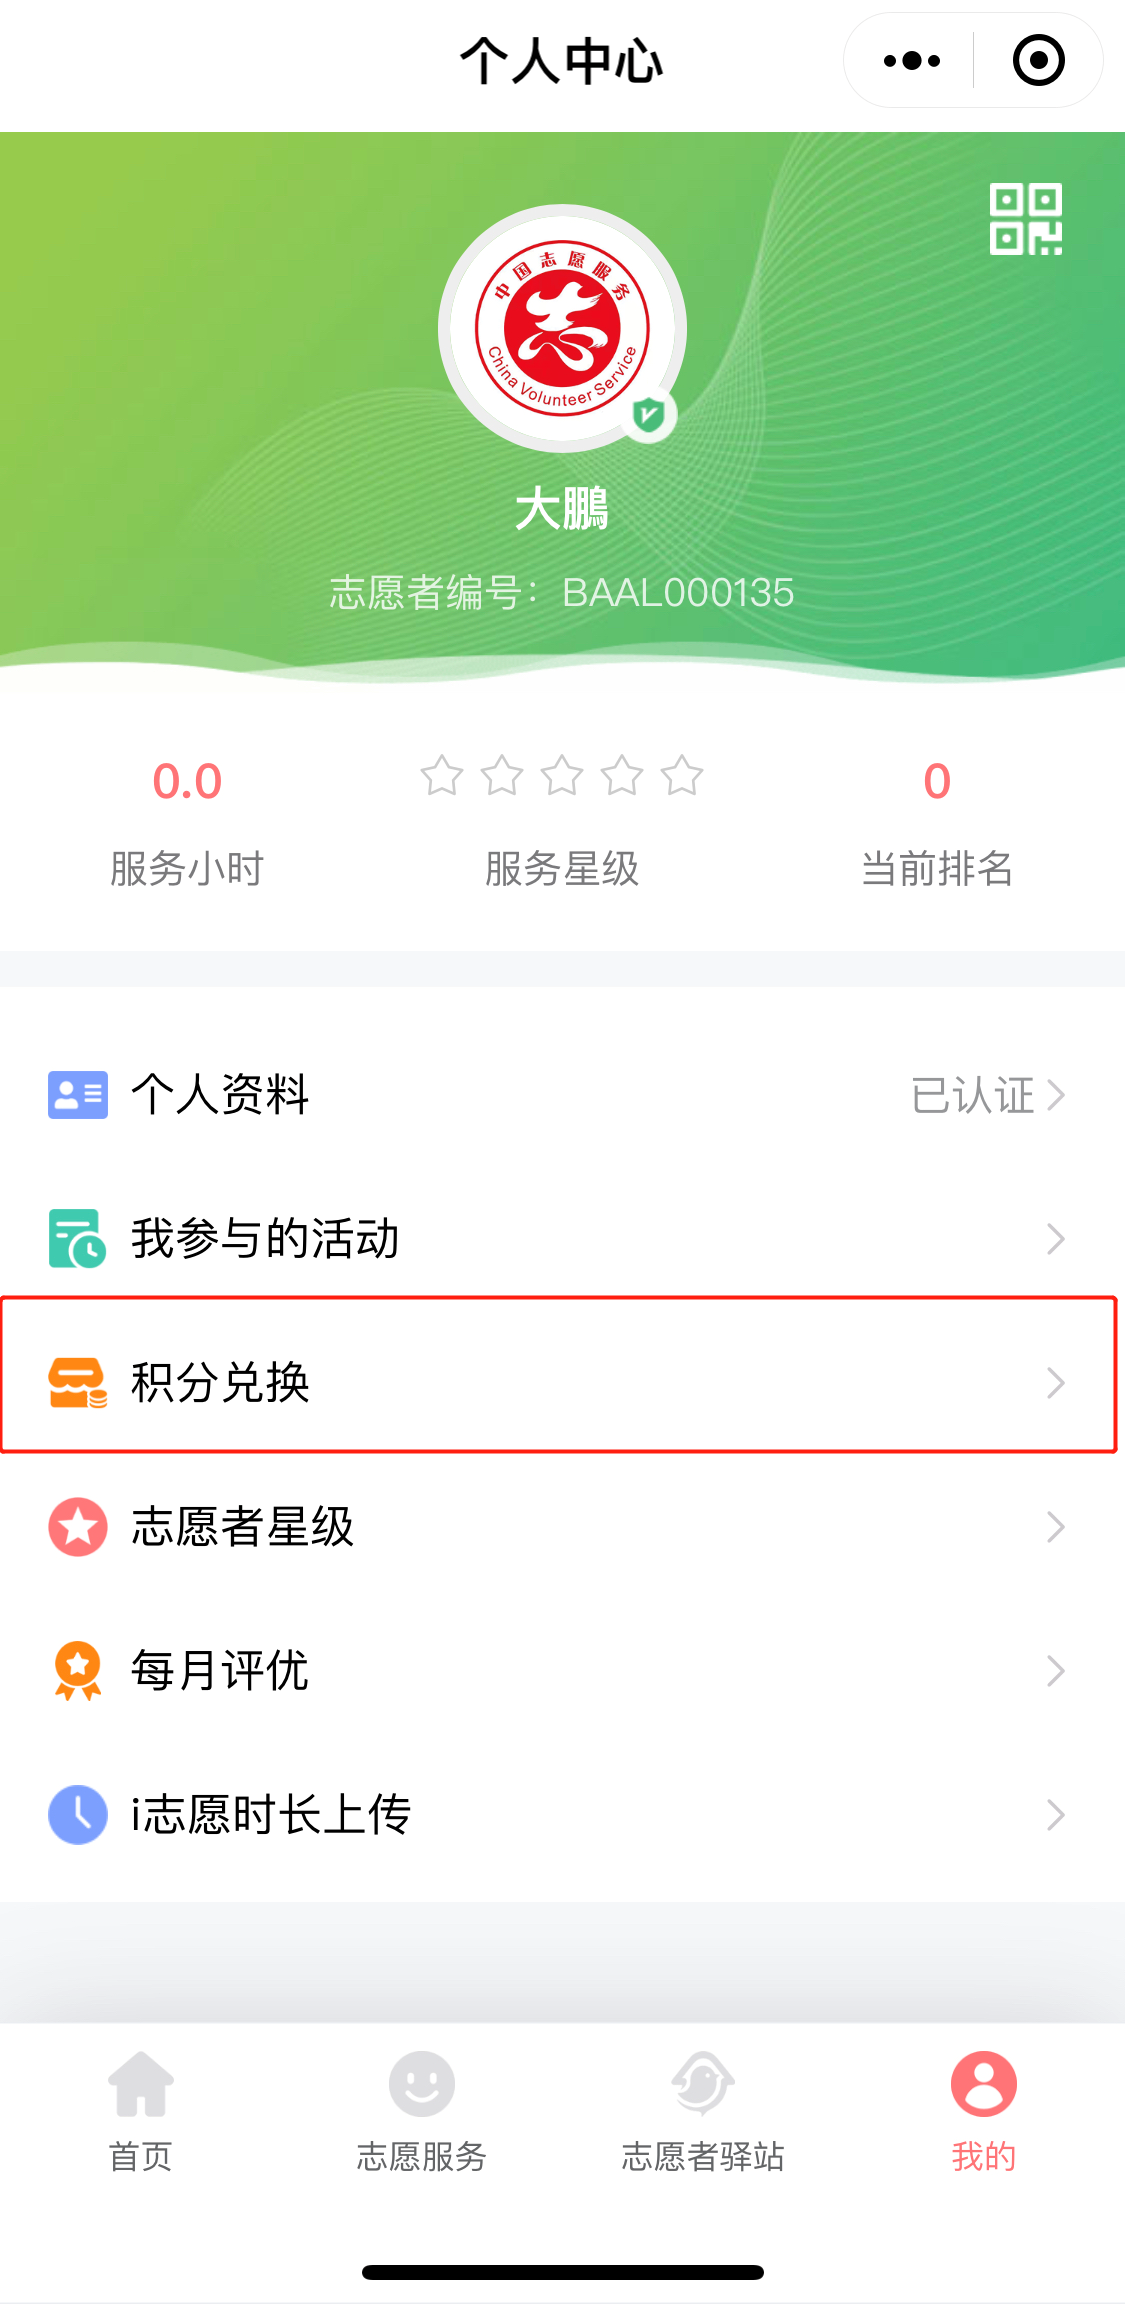 个人中心
中国志愿服务
志
China Volunteer Service
大鹏
志愿者编号：BAAL000135
0.0
0
服务小时
服务星级
当前排名
个人资料
已认证
我参与的活动
积分兑换
志愿者星级
每月评优
i志愿时长上传
首页
志愿服务
志愿者驿站
我的